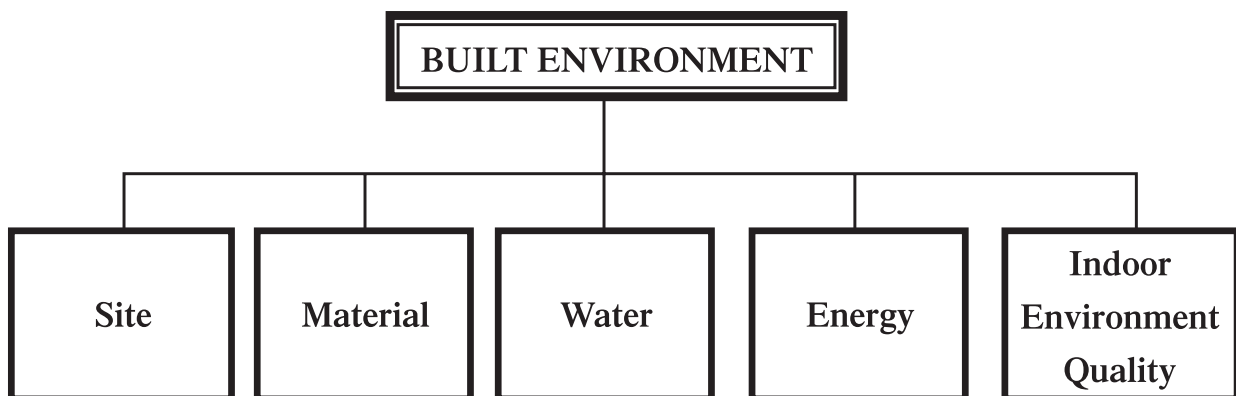 BUILT ENVIRONMENT
Site
Material
Water
Energy
Indoor
Environment
Quality